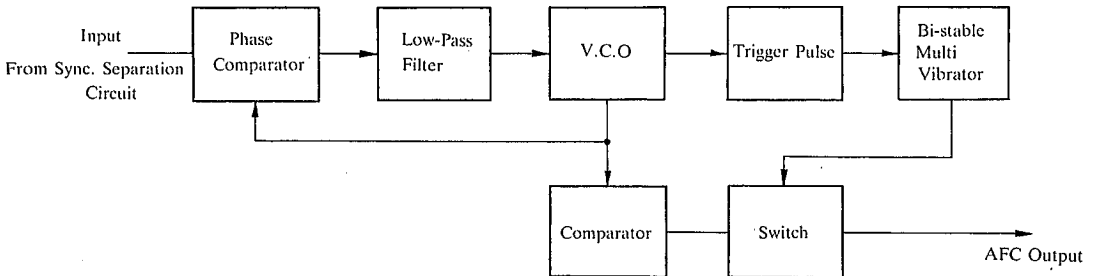 Input
From Sync. Separation
Circuit
Phase
Comparator
Low-Pass
Filter
V.C.O
Trigger Pulse
Bi-stable
Multi
Vibrator
Comparator
Switch
AFC Output